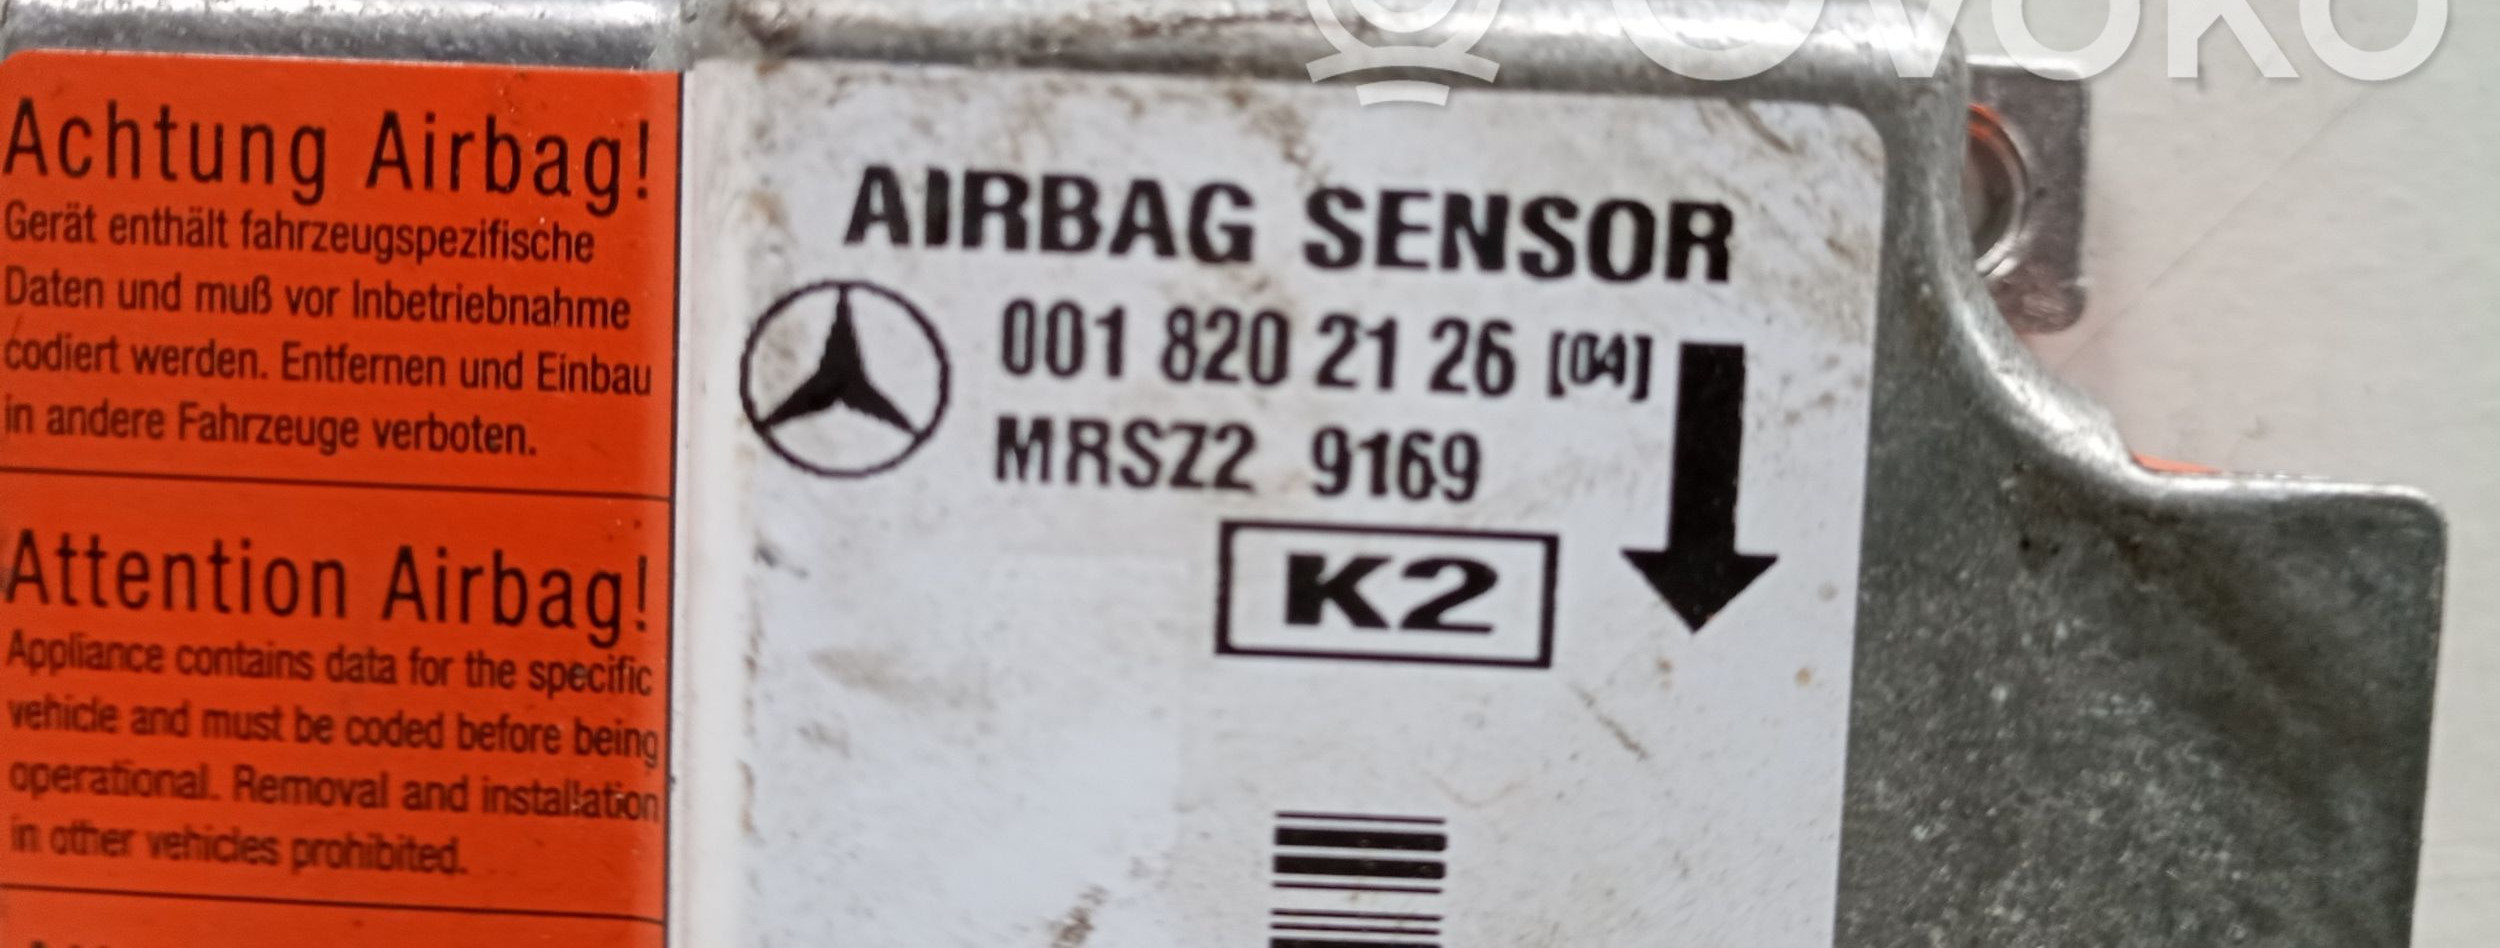 OVOKO
Achtung Airbag!
Gerät enthält fahrzeugspezifische
Daten und muß vor Inbetriebnahme
codiert werden. Entfernen und Einbau
in andere Fahrzeuge verboten.
Attention Airbag!
Appliance contains data for the specific
vehicle and must be coded before being
operational. Removal and installation
in other vehicles prohibited.
AIRBAG SENSOR
001 820 21 26 [04]
MRSZ2 9169
K2